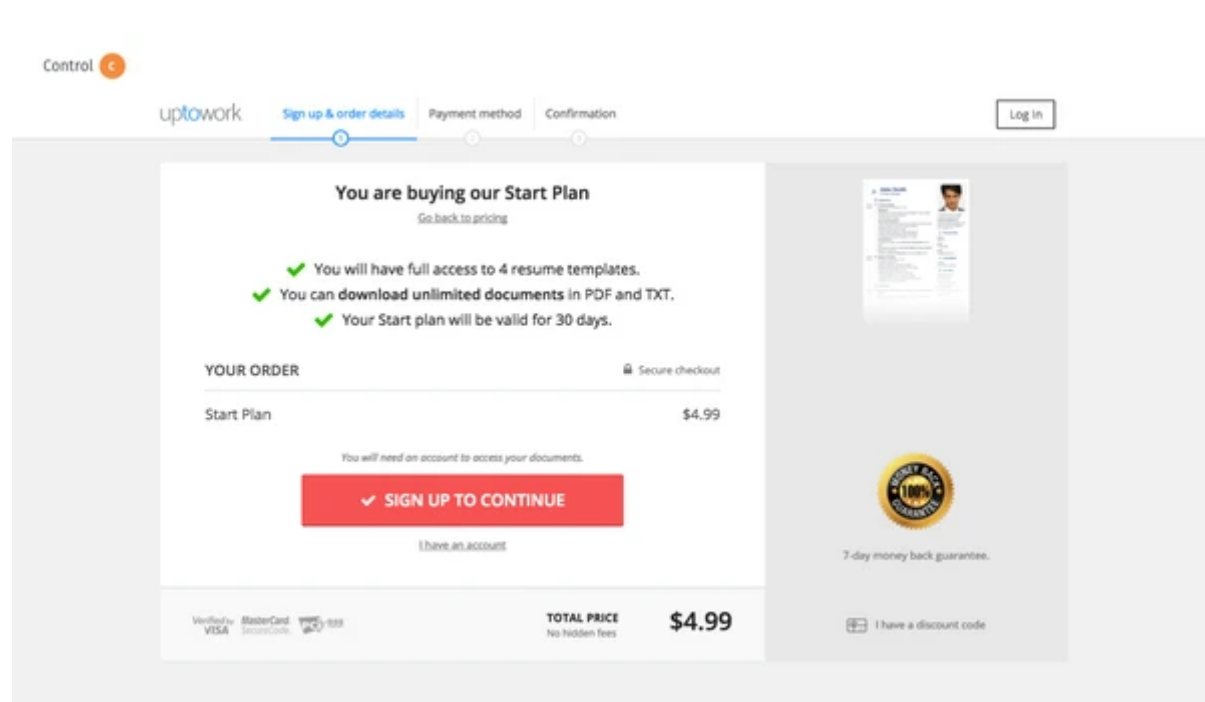 Control C
uptowork
Sign up & order details
Payment method
Confirmation
Log In
You are buying our Start Plan
Go back to pricing
You will have full access to 4 resume templates.
You can download unlimited documents in PDF and TXT.
Your Start plan will be valid for 30 days.
YOUR ORDER
Secure checkout
Start Plan
$4.99
You will need an account to access your documents.
SIGN UP TO CONTINUE
I have an account
Verified by
VISA
MasterCard
SecureCode
TOTAL PRICE
No hidden fees
$4.99
MONEY BACK
100%
GUARANTEE
7-day money back guarantee.
I have a discount code